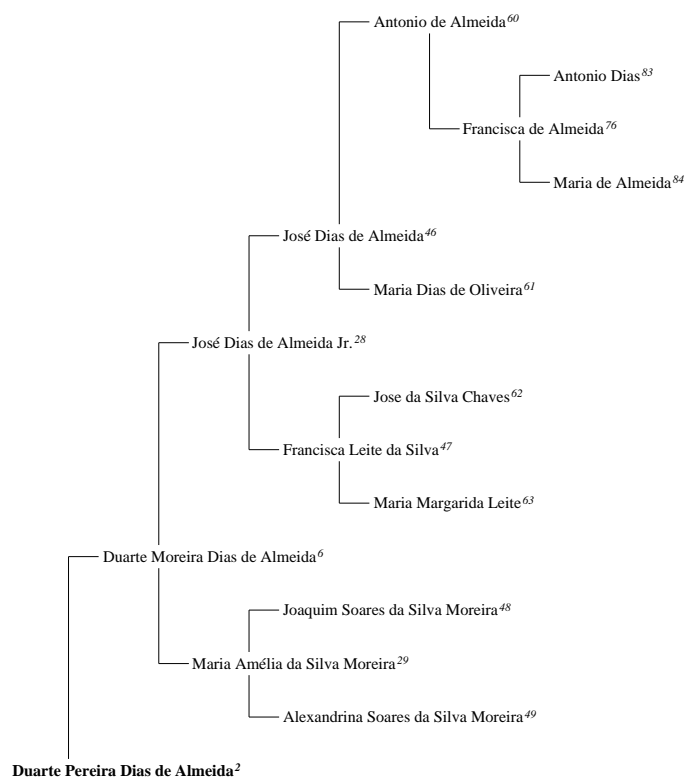 Antonio de Almeida60
Antonio Dias83
Francisca de Almeida76
Maria de Almeida84
José Dias de Almeida46
Maria Dias de Oliveira61
José Dias de Almeida Jr.28
Jose da Silva Chaves62
Francisca Leite da Silva47
Maria Margarida Leite63
Duarte Moreira Dias de Almeida6
Joaquim Soares da Silva Moreira48
Maria Amélia da Silva Moreira29
Alexandrina Soares da Silva Moreira49
Duarte Pereira Dias de Almeida2